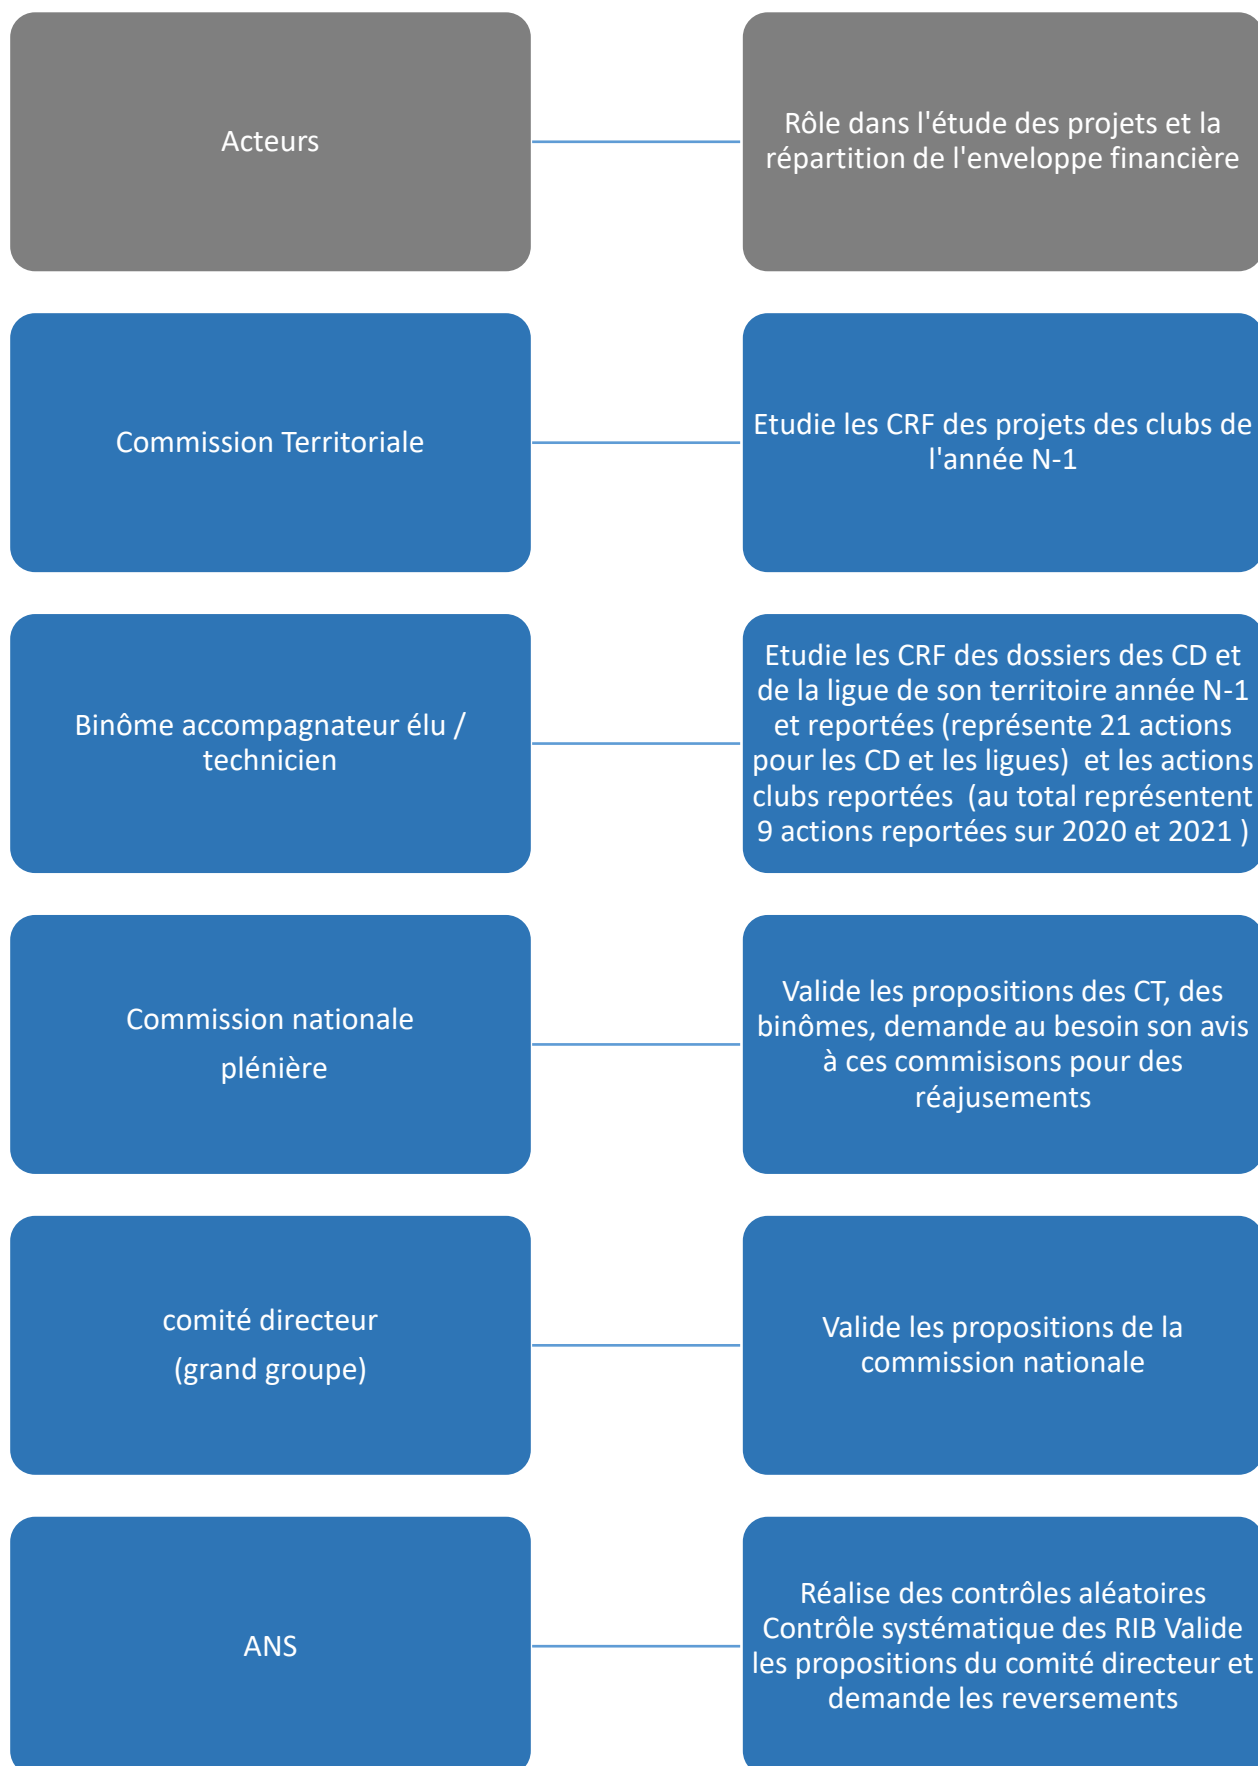 Acteurs
Rôle dans l'étude des projets et la
répartition de l'enveloppe financière
Commission Territoriale
Etudie les CRF des projets des clubs de
l'année N-1
Binôme accompagnateur élu /
technicien
Etudie les CRF des dossiers des CD et
de la ligue de son territoire année N-1
et reportées (représente 21 actions
pour les CD et les ligues) et les actions
clubs reportées (au total représentent
9 actions reportées sur 2020 et 2021 )
Commission nationale
plénière
Valide les propositions des CT, des
binômes, demande au besoin son avis
à ces commisisons pour des
réajusements
comité directeur
(grand groupe)
Valide les propositions de la
commission nationale
ANS
Réalise des contrôles aléatoires
Contrôle systématique des RIB Valide
les propositions du comité directeur et
demande les reversements